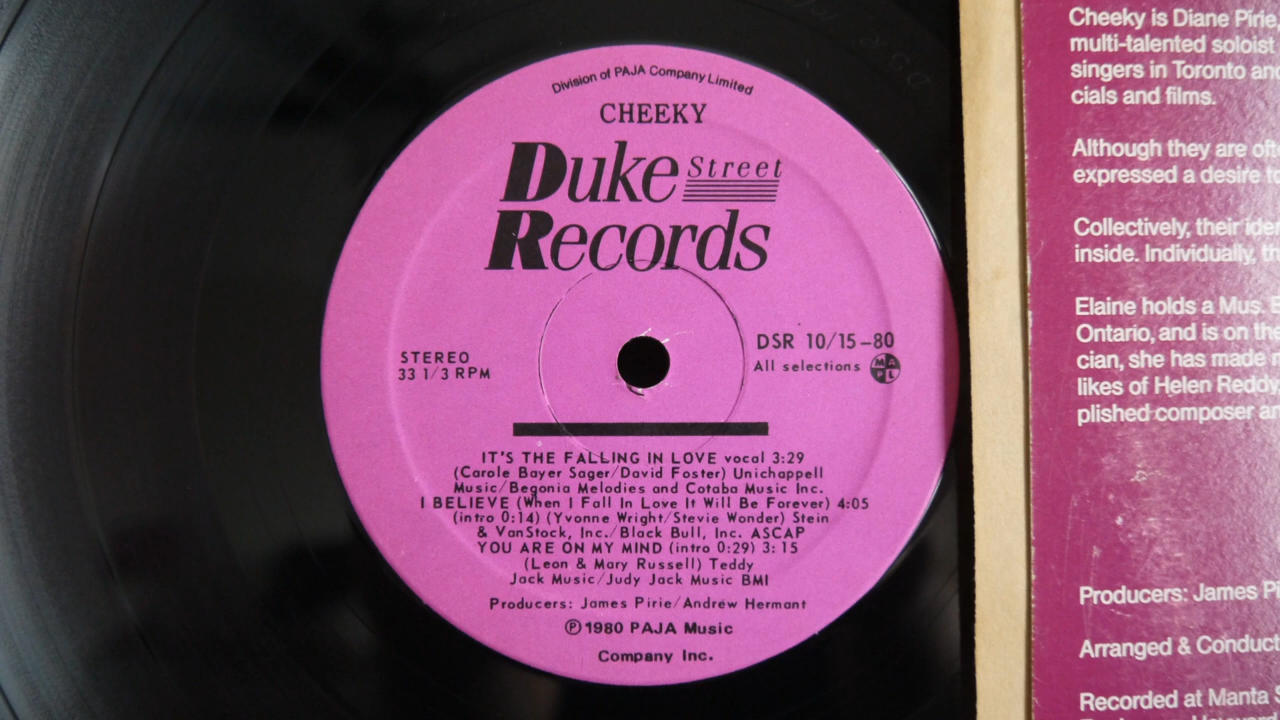 Division of PAJA Company Limited
CHEEKY
Duke Street
Records
STEREO
33 1/3 RPM
DSR 10/15-80
All selections MAPL
IT'S THE FALLING IN LOVE vocal 3:29
(Carole Bayer Sager/David Foster) Unichappell
Music/Begonia Melodies and Cotaba Music Inc.
I BELIEVE (When I Fall In Love It Will Be Forever) 4:05
(intro 0:14) (Yvonne Wright/Stevie Wonder) Stein
& VanStock, Inc./Black Bull, Inc. ASCAP
YOU ARE ON MY MIND (intro 0:29) 3:15
(Leon & Mary Russell) Teddy
Jack Music/Judy Jack Music BMI
Producers: James Pirie/Andrew Hermant
℗1980 PAJA Music
Company Inc.
Cheeky is Diane Pirie,
multi-talented soloist
singers in Toronto and
cials and films.
Although they are
expressed a desire
Collectively, their
inside. Individually,
Elaine holds a Mus.
Ontario, and is on the
cian, she has made
likes of Helen Reddy
plished composer
Producers: James
Arranged &
Recorded at Manta